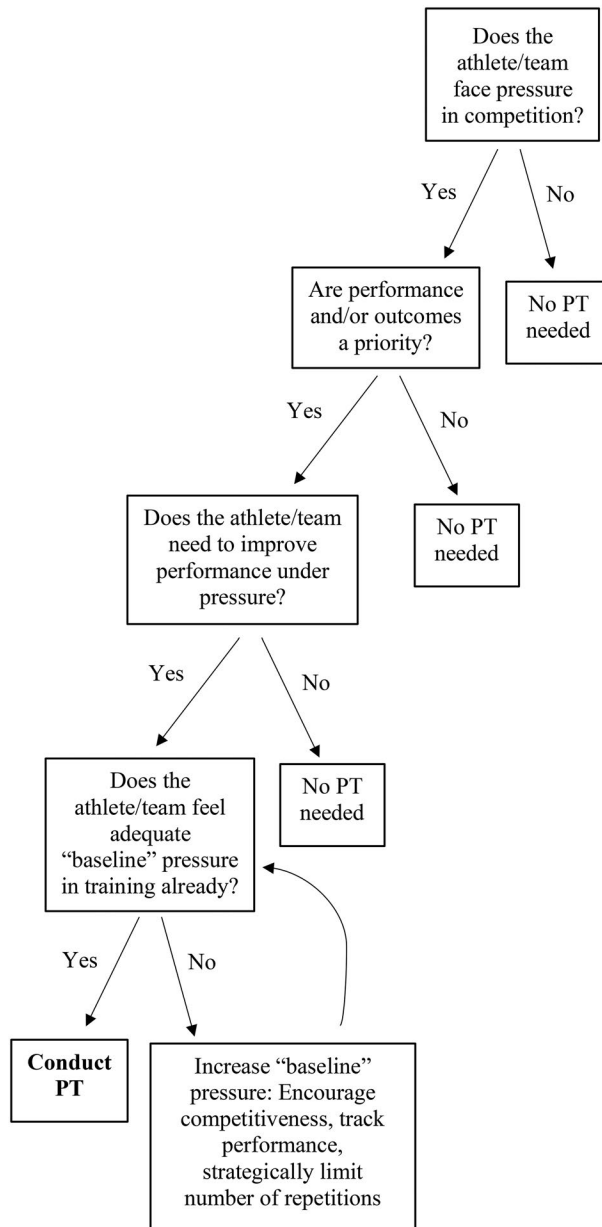 Does the
athlete/team
face pressure
in competition?
Yes
No
Are performance
and/or outcomes
a priority?
No PT
needed
Yes
No
Does the athlete/team
need to improve
performance under
pressure?
No PT
needed
Yes
No
Does the
athlete/team feel
adequate
“baseline” pressure
in training already?
No PT
needed
Yes
No
Conduct
PT
Increase “baseline”
pressure: Encourage
competitiveness, track
performance,
strategically limit
number of repetitions